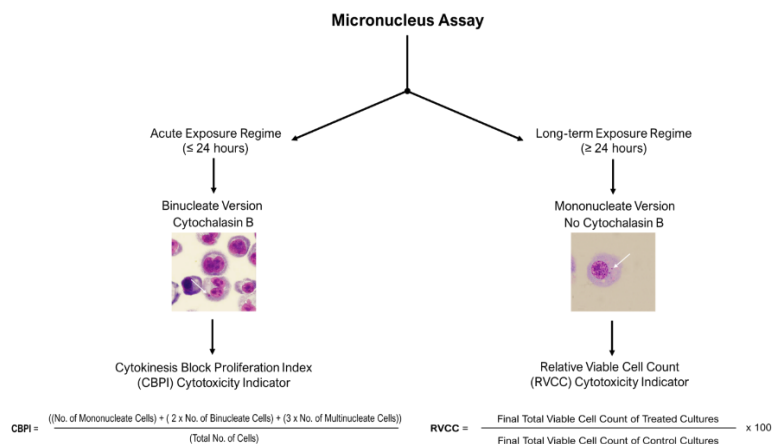 Micronucleus Assay
Acute Exposure Regime
(≤ 24 hours)
Long-term Exposure Regime
(≥ 24 hours)
Binucleate Version
Cytochalasin B
Mononucleate Version
No Cytochalasin B
Cytokinesis Block Proliferation Index
(CBPI) Cytotoxicity Indicator
Relative Viable Cell Count
(RVCC) Cytotoxicity Indicator
CBPI = ((No. of Mononucleate Cells) + ( 2 x No. of Binucleate Cells) + (3 x No. of Multinucleate Cells))
(Total No. of Cells)
RVCC = Final Total Viable Cell Count of Treated Cultures x 100
Final Total Viable Cell Count of Control Cultures